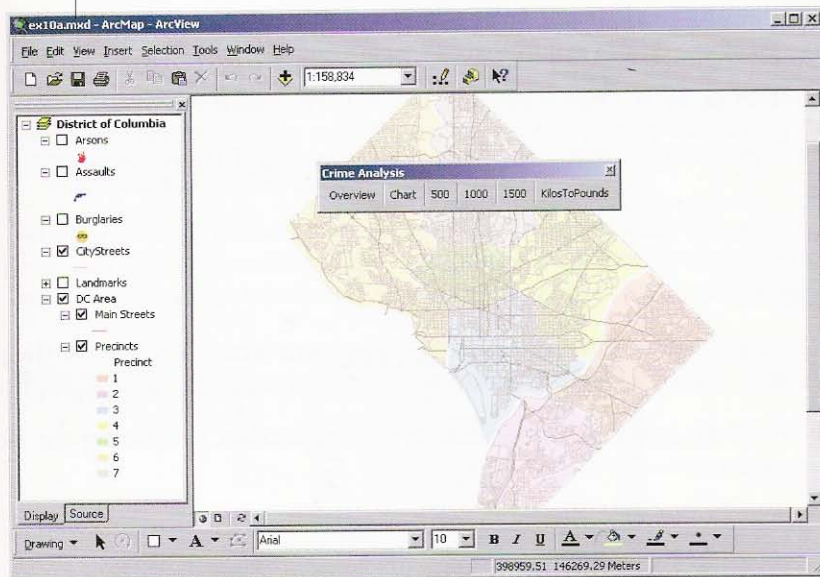 ex10a.mxd - ArcMap - ArcView
File Edit View Insert Selection Tools Window Help
1:158,834
District of Columbia
Arsons
Assaults
Burglaries
CityStreets
Landmarks
DC Area
Main Streets
Precincts
Precinct
1
2
3
4
5
6
7
Crime Analysis
Overview Chart 500 1000 1500 KilosToPounds
Display Source
Drawing A Arial 10 B I U A
398959.51 146269.29 Meters